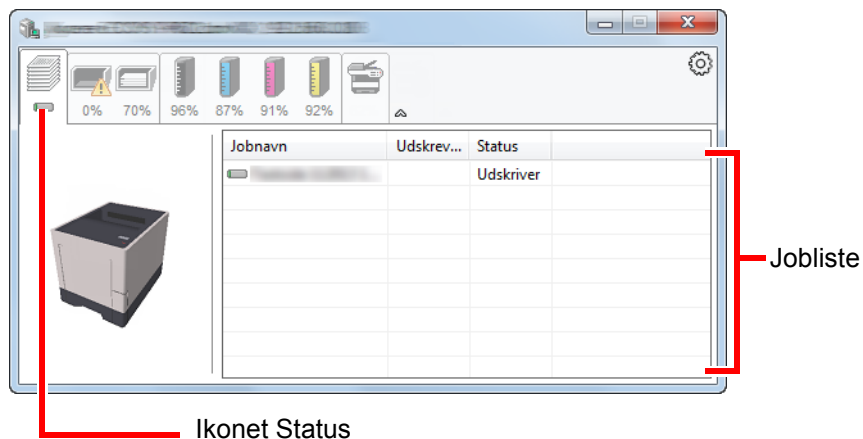 0% 70% 96% 87% 91% 92%
Jobnavn Udskrev... Status
Udskriver
Jobliste
Ikonet Status